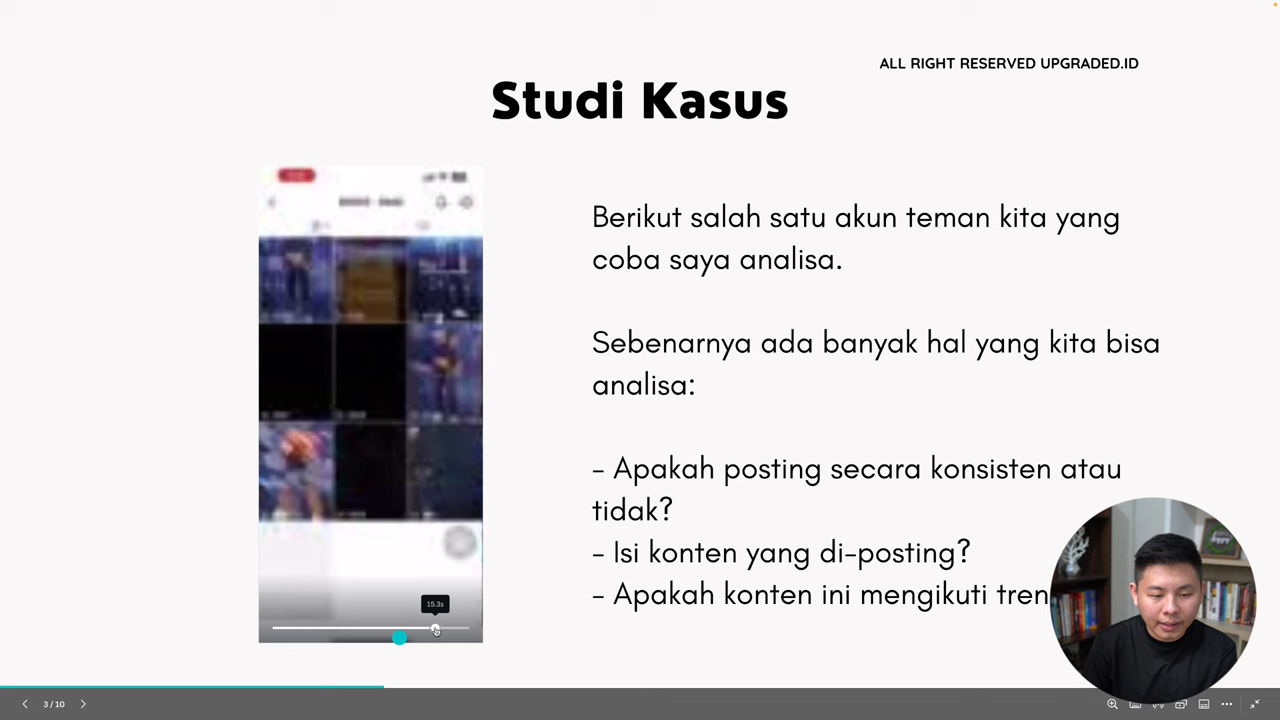 ALL RIGHT RESERVED UPGRADED.ID
Studi Kasus
Berikut salah satu akun teman kita yang
coba saya analisa.
Sebenarnya ada banyak hal yang kita bisa
analisa:
- Apakah posting secara konsisten atau
tidak?
- Isi konten yang di-posting?
- Apakah konten ini mengikuti tren
15.3s
3 / 10